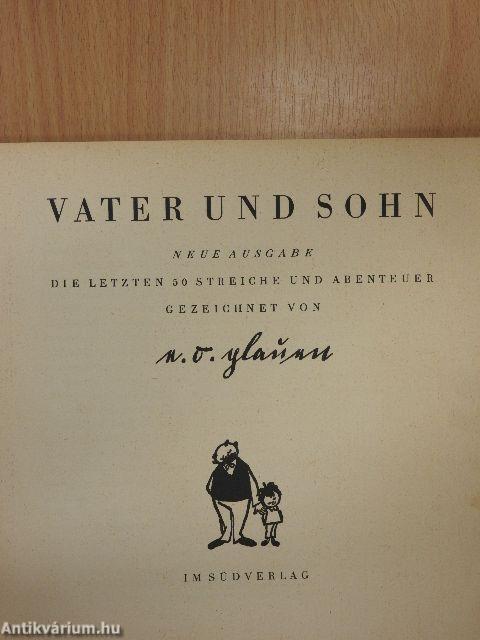 VATER UND SOHN
NEUE AUSGABE
DIE LETZTEN 50 STREICHE UND ABENTEUER
GEZEICHNET VON
e. o. plauen
IM SÜDVERLAG
Antikvárium.hu